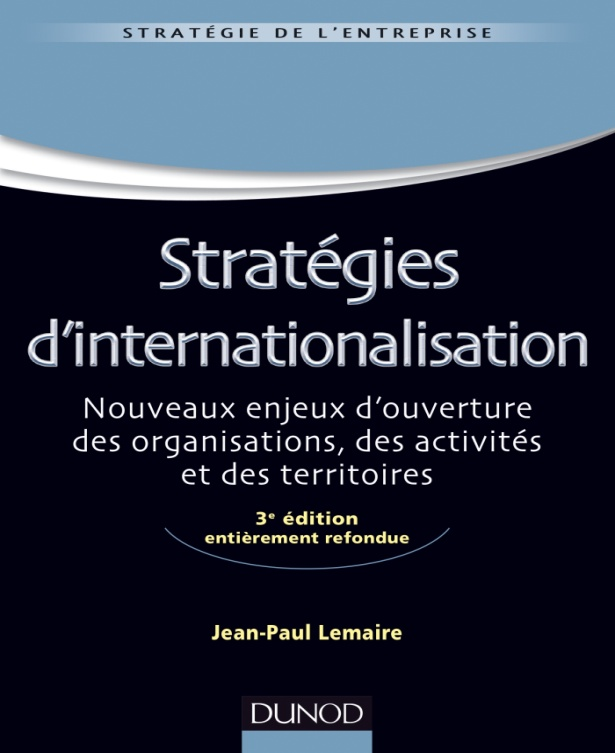 STRATÉGIE DE L'ENTREPRISE
Stratégies
d'internationalisation
Nouveaux enjeux d'ouverture
des organisations, des activités
et des territoires
3e édition
entièrement refondue
Jean-Paul Lemaire
DUNOD